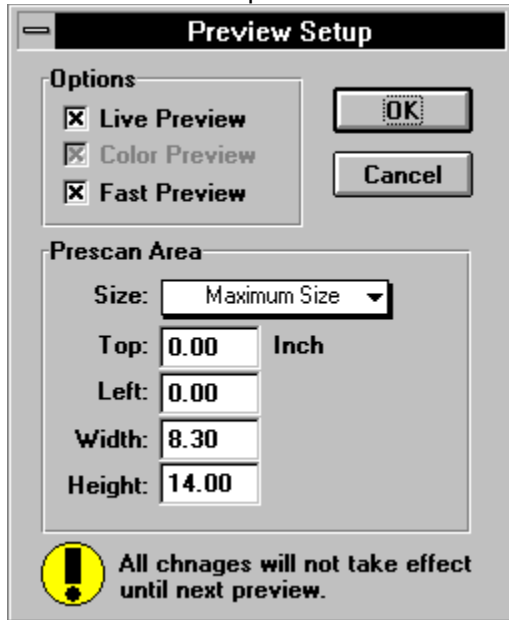 Preview Setup
Options
Live Preview
Color Preview
Fast Preview
OK
Cancel
Prescan Area
Size: Maximum Size
Top: 0.00 Inch
Left: 0.00
Width: 8.30
Height: 14.00
All chnages will not take effect
until next preview.